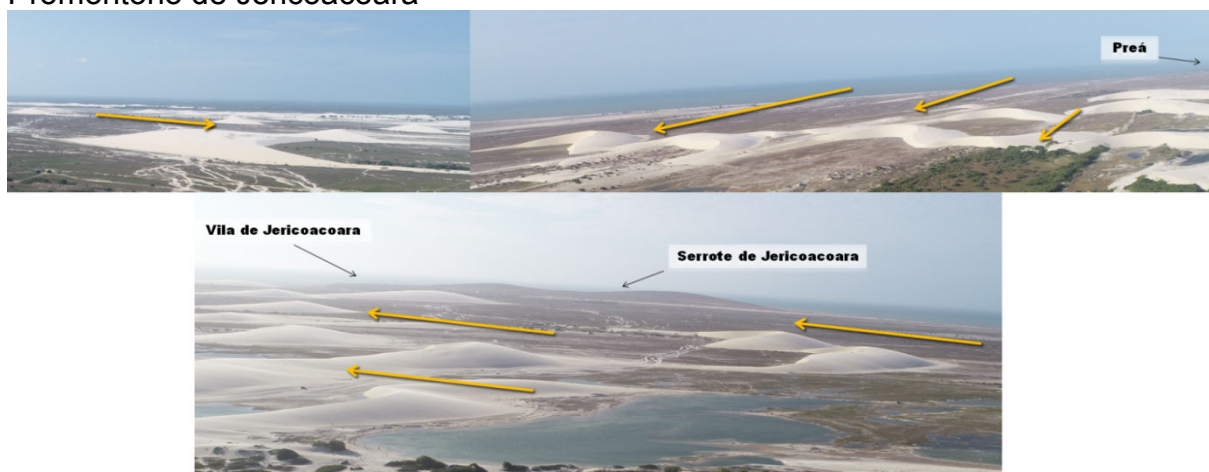 Promontório de Jericoacoara
Preá
Vila de Jericoacoara
Serrote de Jericoacoara